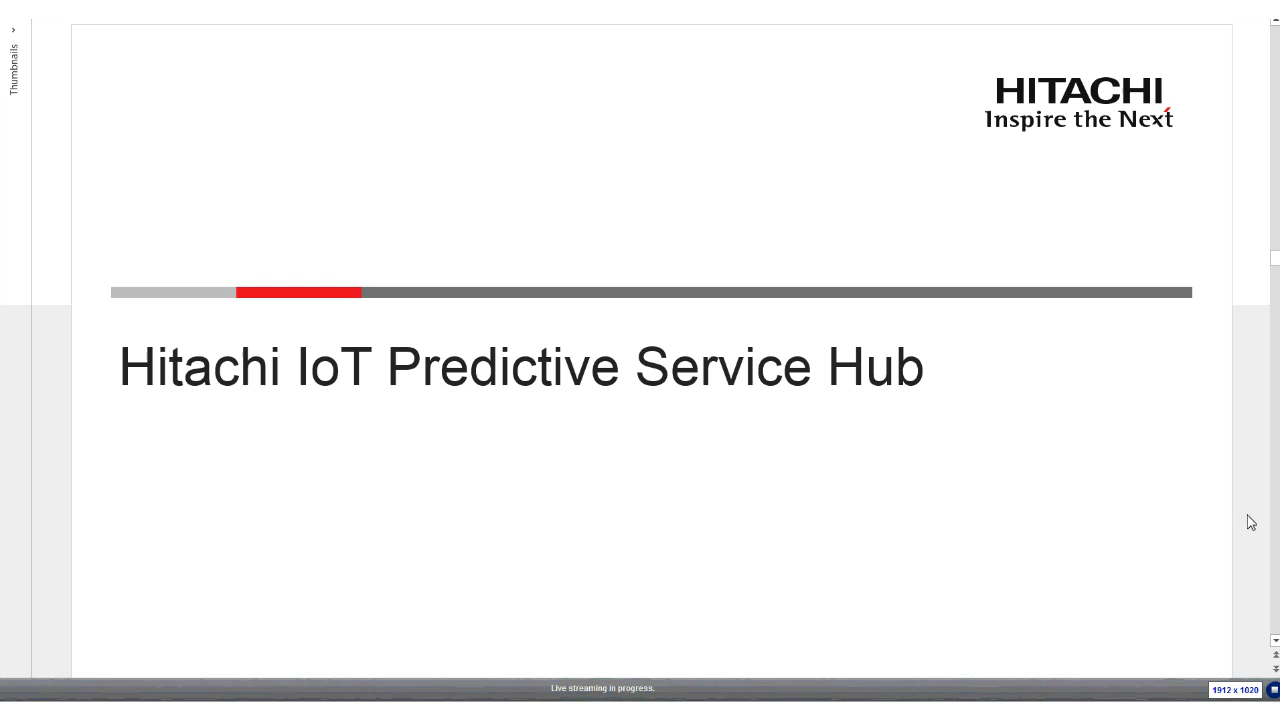 Thumbnails
HITACHI
Inspire the Next
Hitachi IoT Predictive Service Hub
Live streaming in progress.
1912 x 1020